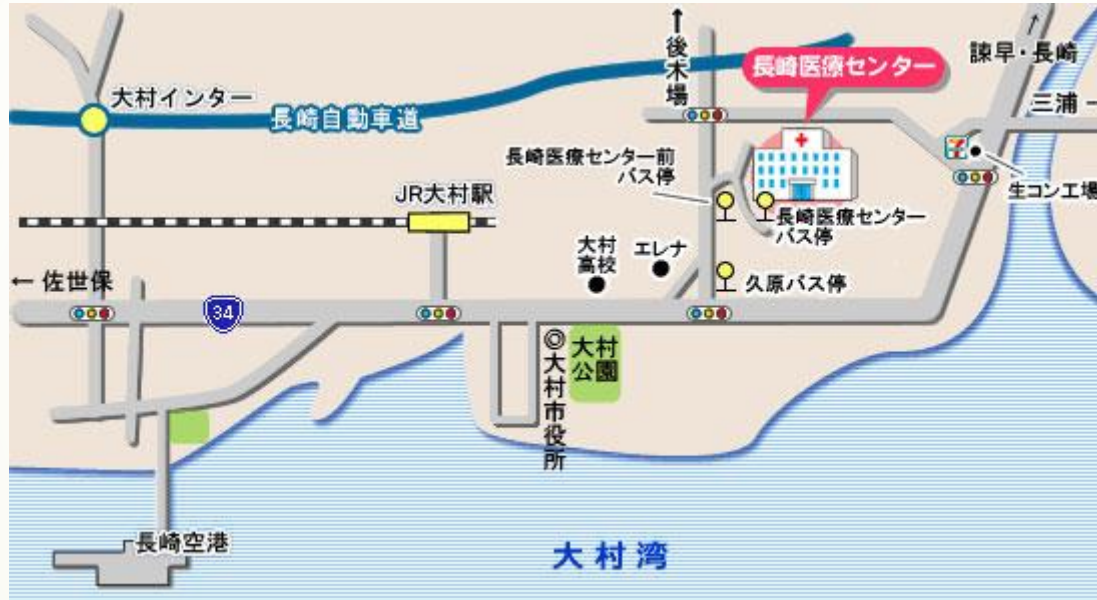 後木場
長崎医療センター
諫早・長崎
大村インター
長崎自動車道
三浦
長崎医療センター前
バス停
生コン工場
JR大村駅
長崎医療センター
バス停
大村
高校
エレナ
← 佐世保
久原バス停
34
大村市役所
大村
公園
長崎空港
大村湾